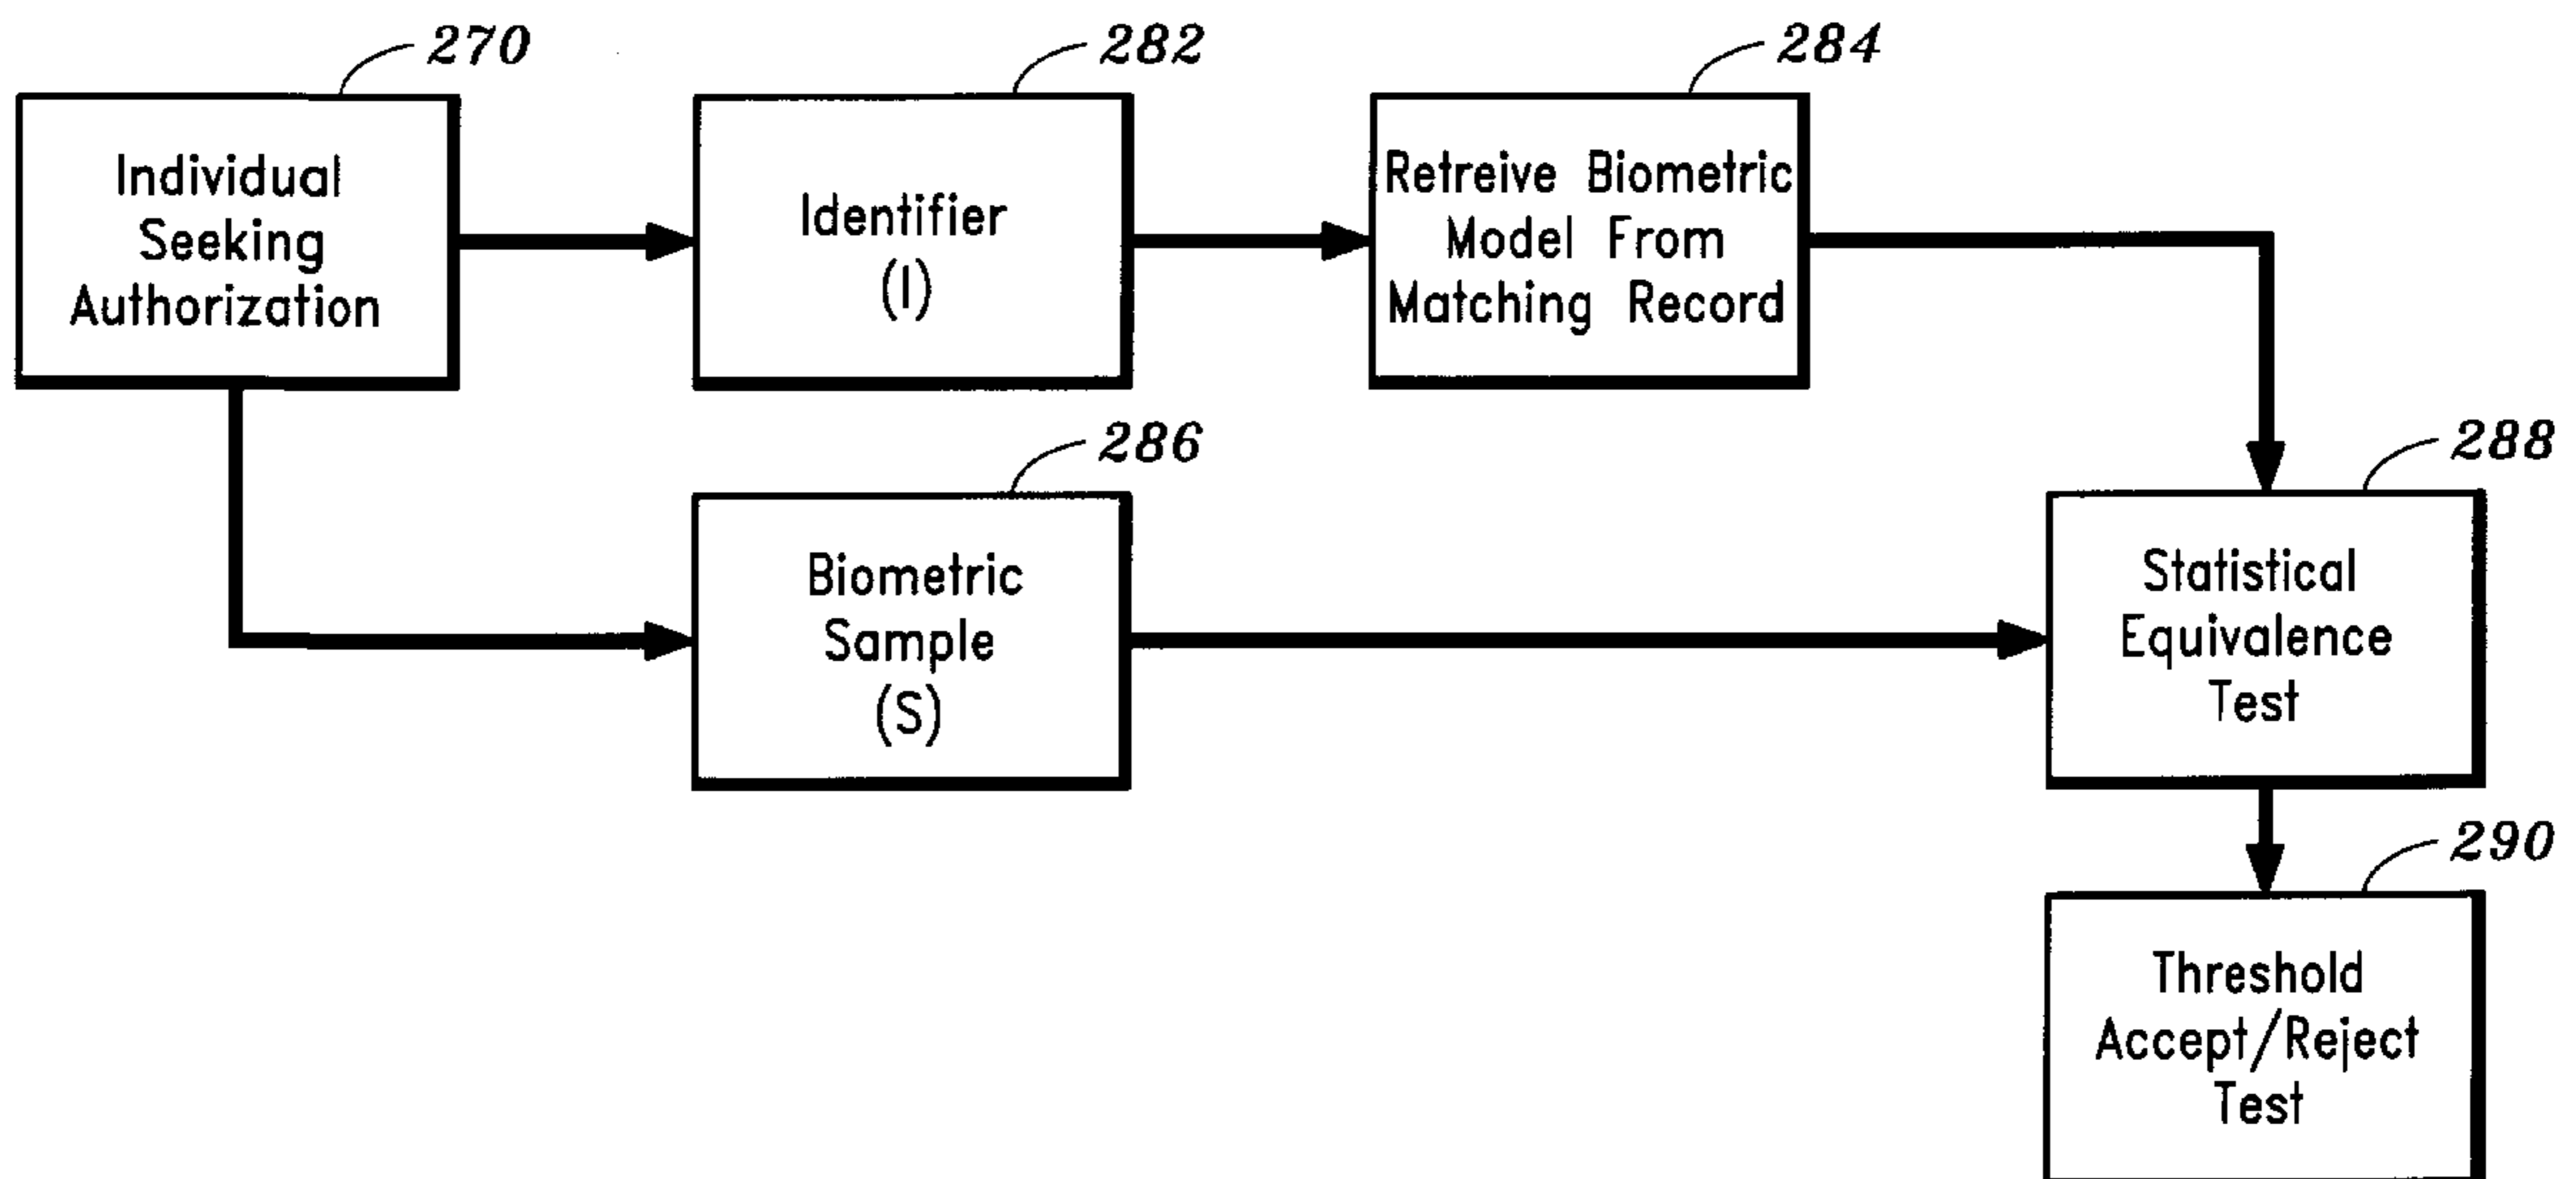 270
Individual
Seeking
Authorization
282
Identifier
(I)
284
Retreive Biometric
Model From
Matching Record
286
Biometric
Sample
(S)
288
Statistical
Equivalence
Test
290
Threshold
Accept/Reject
Test